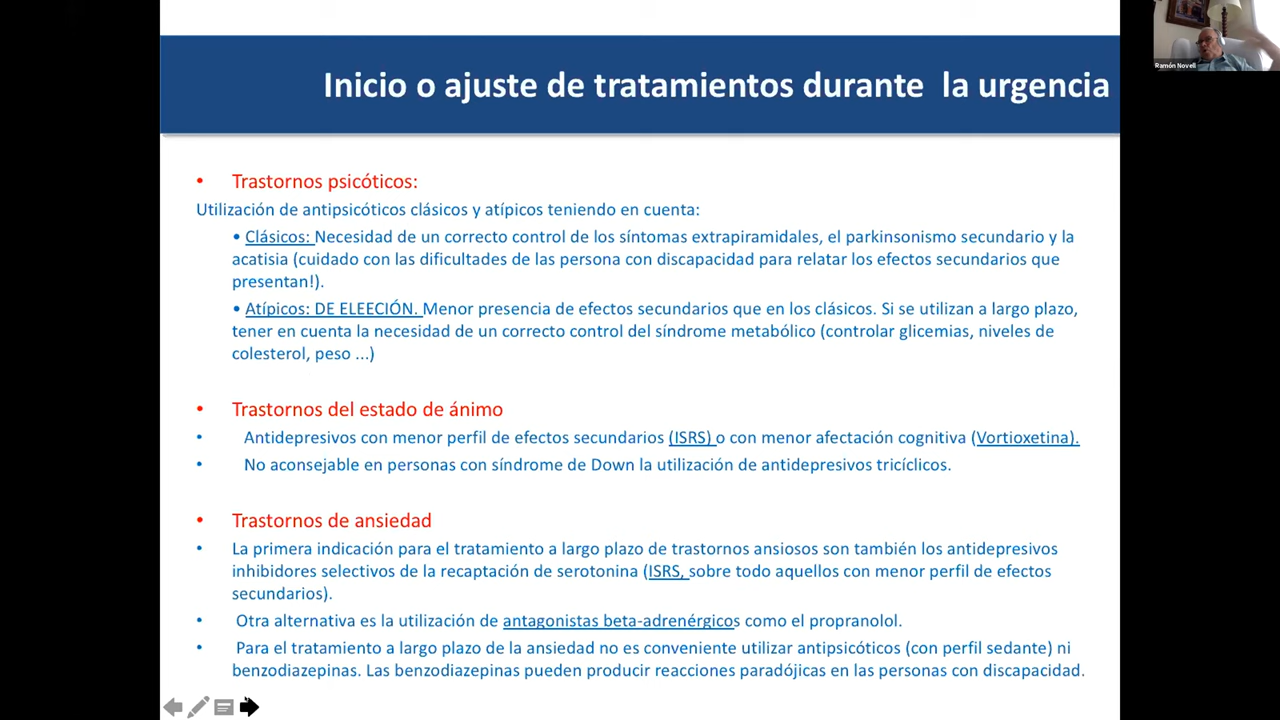 Inicio o ajuste de tratamientos durante  la urgencia
Ramón Novell
• Trastornos psicóticos:
Utilización de antipsicóticos clásicos y atípicos teniendo en cuenta:
• Clásicos: Necesidad de un correcto control de los síntomas extrapiramidales, el parkinsonismo secundario y la
acatisia (cuidado con las dificultades de las persona con discapacidad para relatar los efectos secundarios que
presentan!).
• Atípicos: DE ELEECIÓN. Menor presencia de efectos secundarios que en los clásicos. Si se utilizan a largo plazo,
tener en cuenta la necesidad de un correcto control del síndrome metabólico (controlar glicemias, niveles de
colesterol, peso ...)
• Trastornos del estado de ánimo
• Antidepresivos con menor perfil de efectos secundarios (ISRS) o con menor afectación cognitiva (Vortioxetina).
• No aconsejable en personas con síndrome de Down la utilización de antidepresivos tricíclicos.
• Trastornos de ansiedad
• La primera indicación para el tratamiento a largo plazo de trastornos ansiosos son también los antidepresivos
inhibidores selectivos de la recaptación de serotonina (ISRS, sobre todo aquellos con menor perfil de efectos
secundarios).
• Otra alternativa es la utilización de antagonistas beta-adrenérgicos como el propranolol.
• Para el tratamiento a largo plazo de la ansiedad no es conveniente utilizar antipsicóticos (con perfil sedante) ni
benzodiazepinas. Las benzodiazepinas pueden producir reacciones paradójicas en las personas con discapacidad.